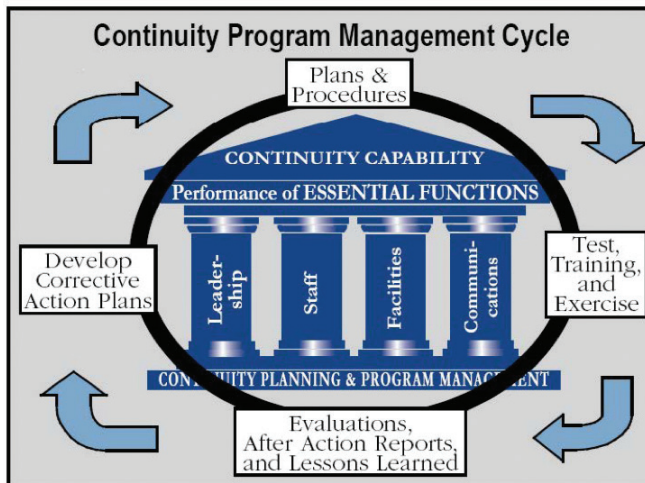 Continuity Program Management Cycle
Plans &
Procedures
CONTINUITY CAPABILITY
Performance of ESSENTIAL FUNCTIONS
Develop
Corrective
Action Plans
Leader-
ship
Staff
Facilities
Communi-
cations
Test,
Training,
and
Exercise
CONTINUITY PLANNING & PROGRAM MANAGEMENT
Evaluations,
After Action Reports,
and Lessons Learned